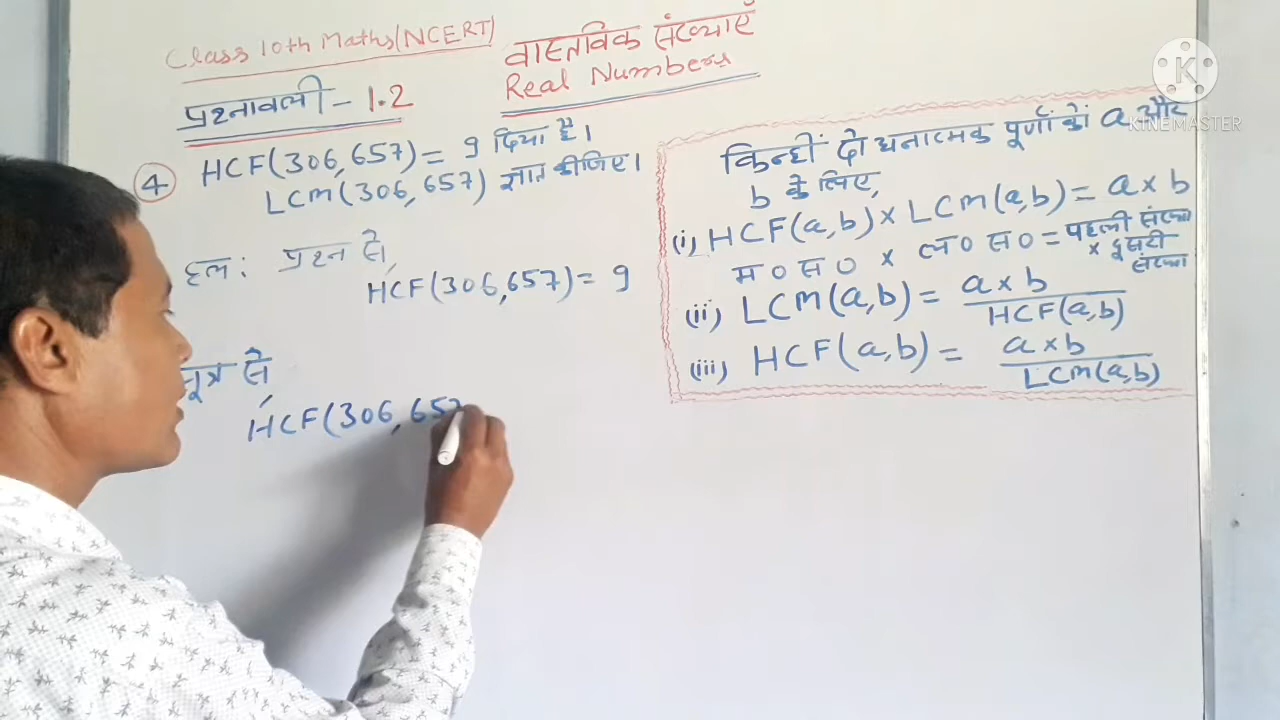 Class 10th Maths(NCERT)
वास्तविक संख्याएँ
Real Numbers
प्रश्नावली - 1.2
④ HCF(306,657) = 9 दिया है।
LCM(306,657) ज्ञात कीजिए।
हल: प्रश्न से,
HCF(306,657) = 9
सूत्र से,
HCF(306,657
किन्हीं दो धनात्मक पूर्णांकों a और
b के लिए,
(i) HCF(a,b) × LCM(a,b) = a × b
म० स० × ल० स० = पहली संख्या
× दूसरी
संख्या
(ii) LCM(a,b) = a × b
HCF(a,b)
(iii) HCF(a,b) = a × b
LCM(a,b)
K
KINEMASTER